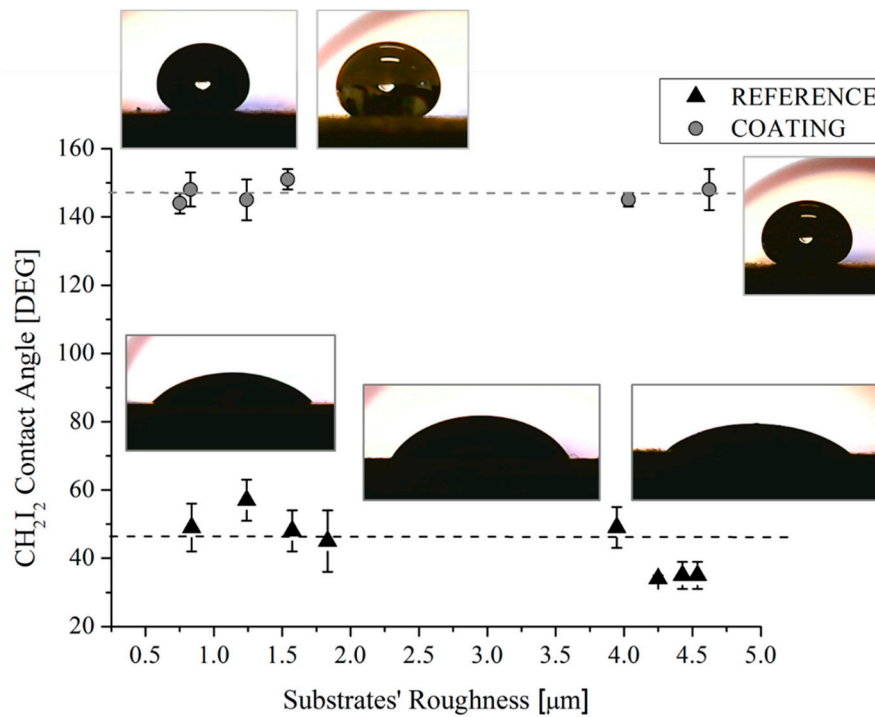 REFERENCE
COATING
160
140
120
100
80
60
40
20
CH₂I₂ Contact Angle [DEG]
0.5 1.0 1.5 2.0 2.5 3.0 3.5 4.0 4.5 5.0
Substrates' Roughness [μm]